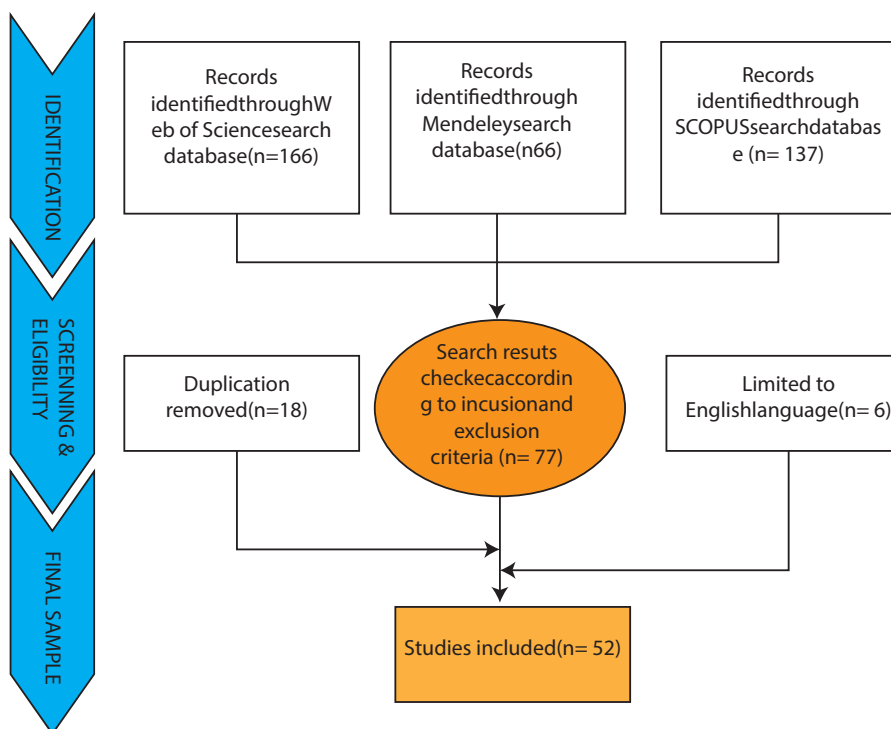 IDENTIFICATION
Records
identifiedthroughW
eb of Sciencesearch
database(n=166)
Records
identifiedthrough
Mendeleysearch
database(n66)
Records
identifiedthrough
SCOPUSsearchdatabas
e (n= 137)
SCREENNING &
ELIGIBILITY
Duplication
removed(n=18)
Search resuts
checkecaccordin
g to incusionand
exclusion
criteria (n= 77)
Limited to
Englishlanguage(n= 6)
FINAL SAMPLE
Studies included(n= 52)